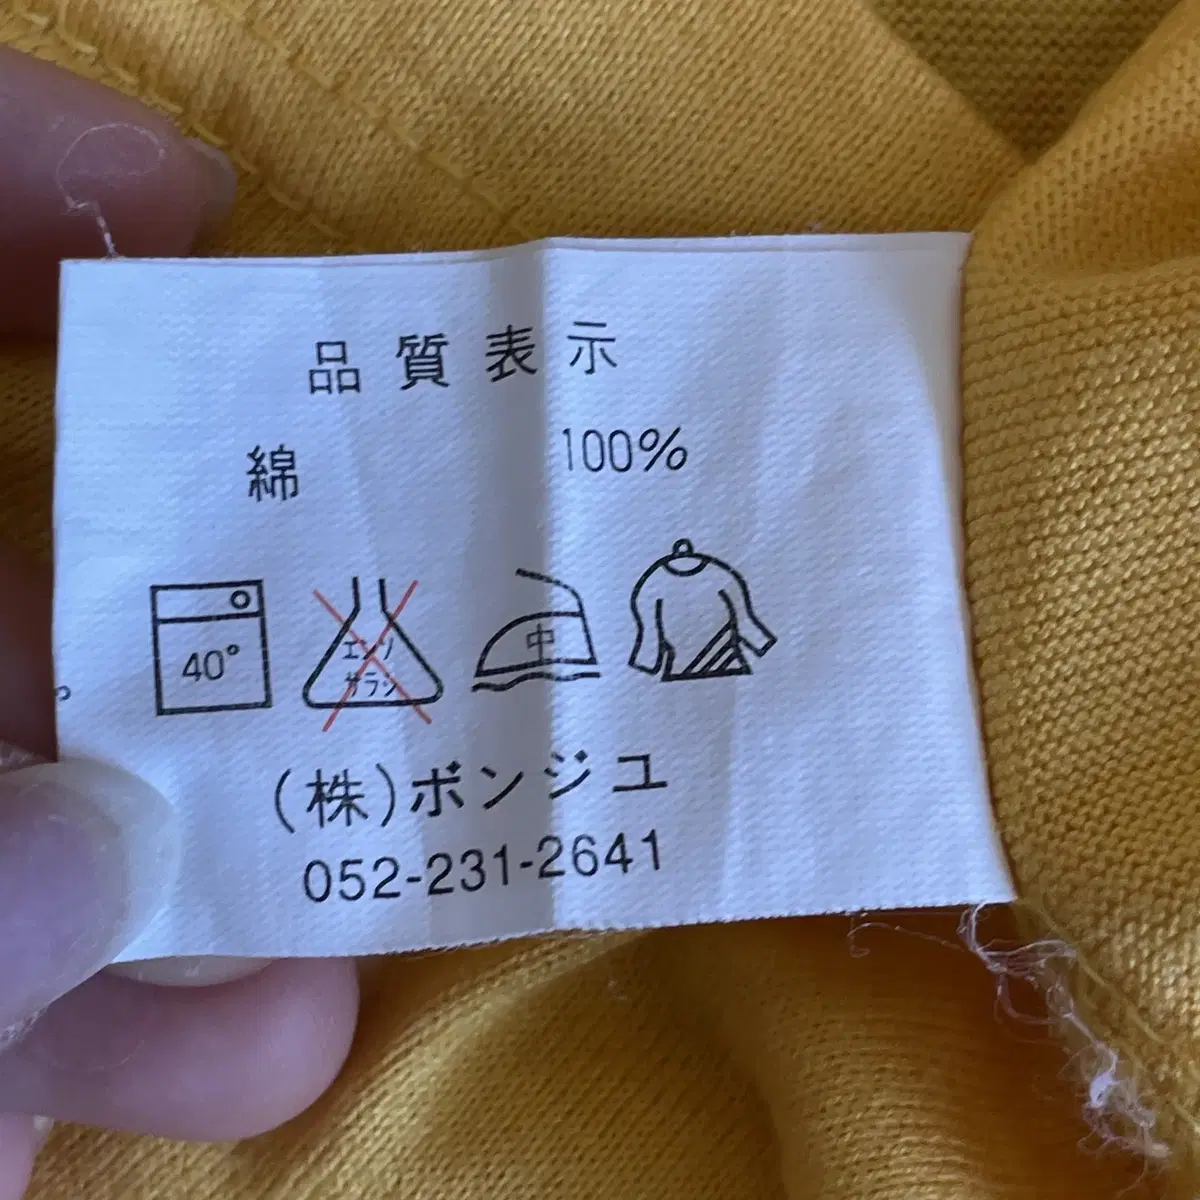 品質表示
綿 100%
40° エンソ サラシ 中
(株)ボンジユ
052-231-2641